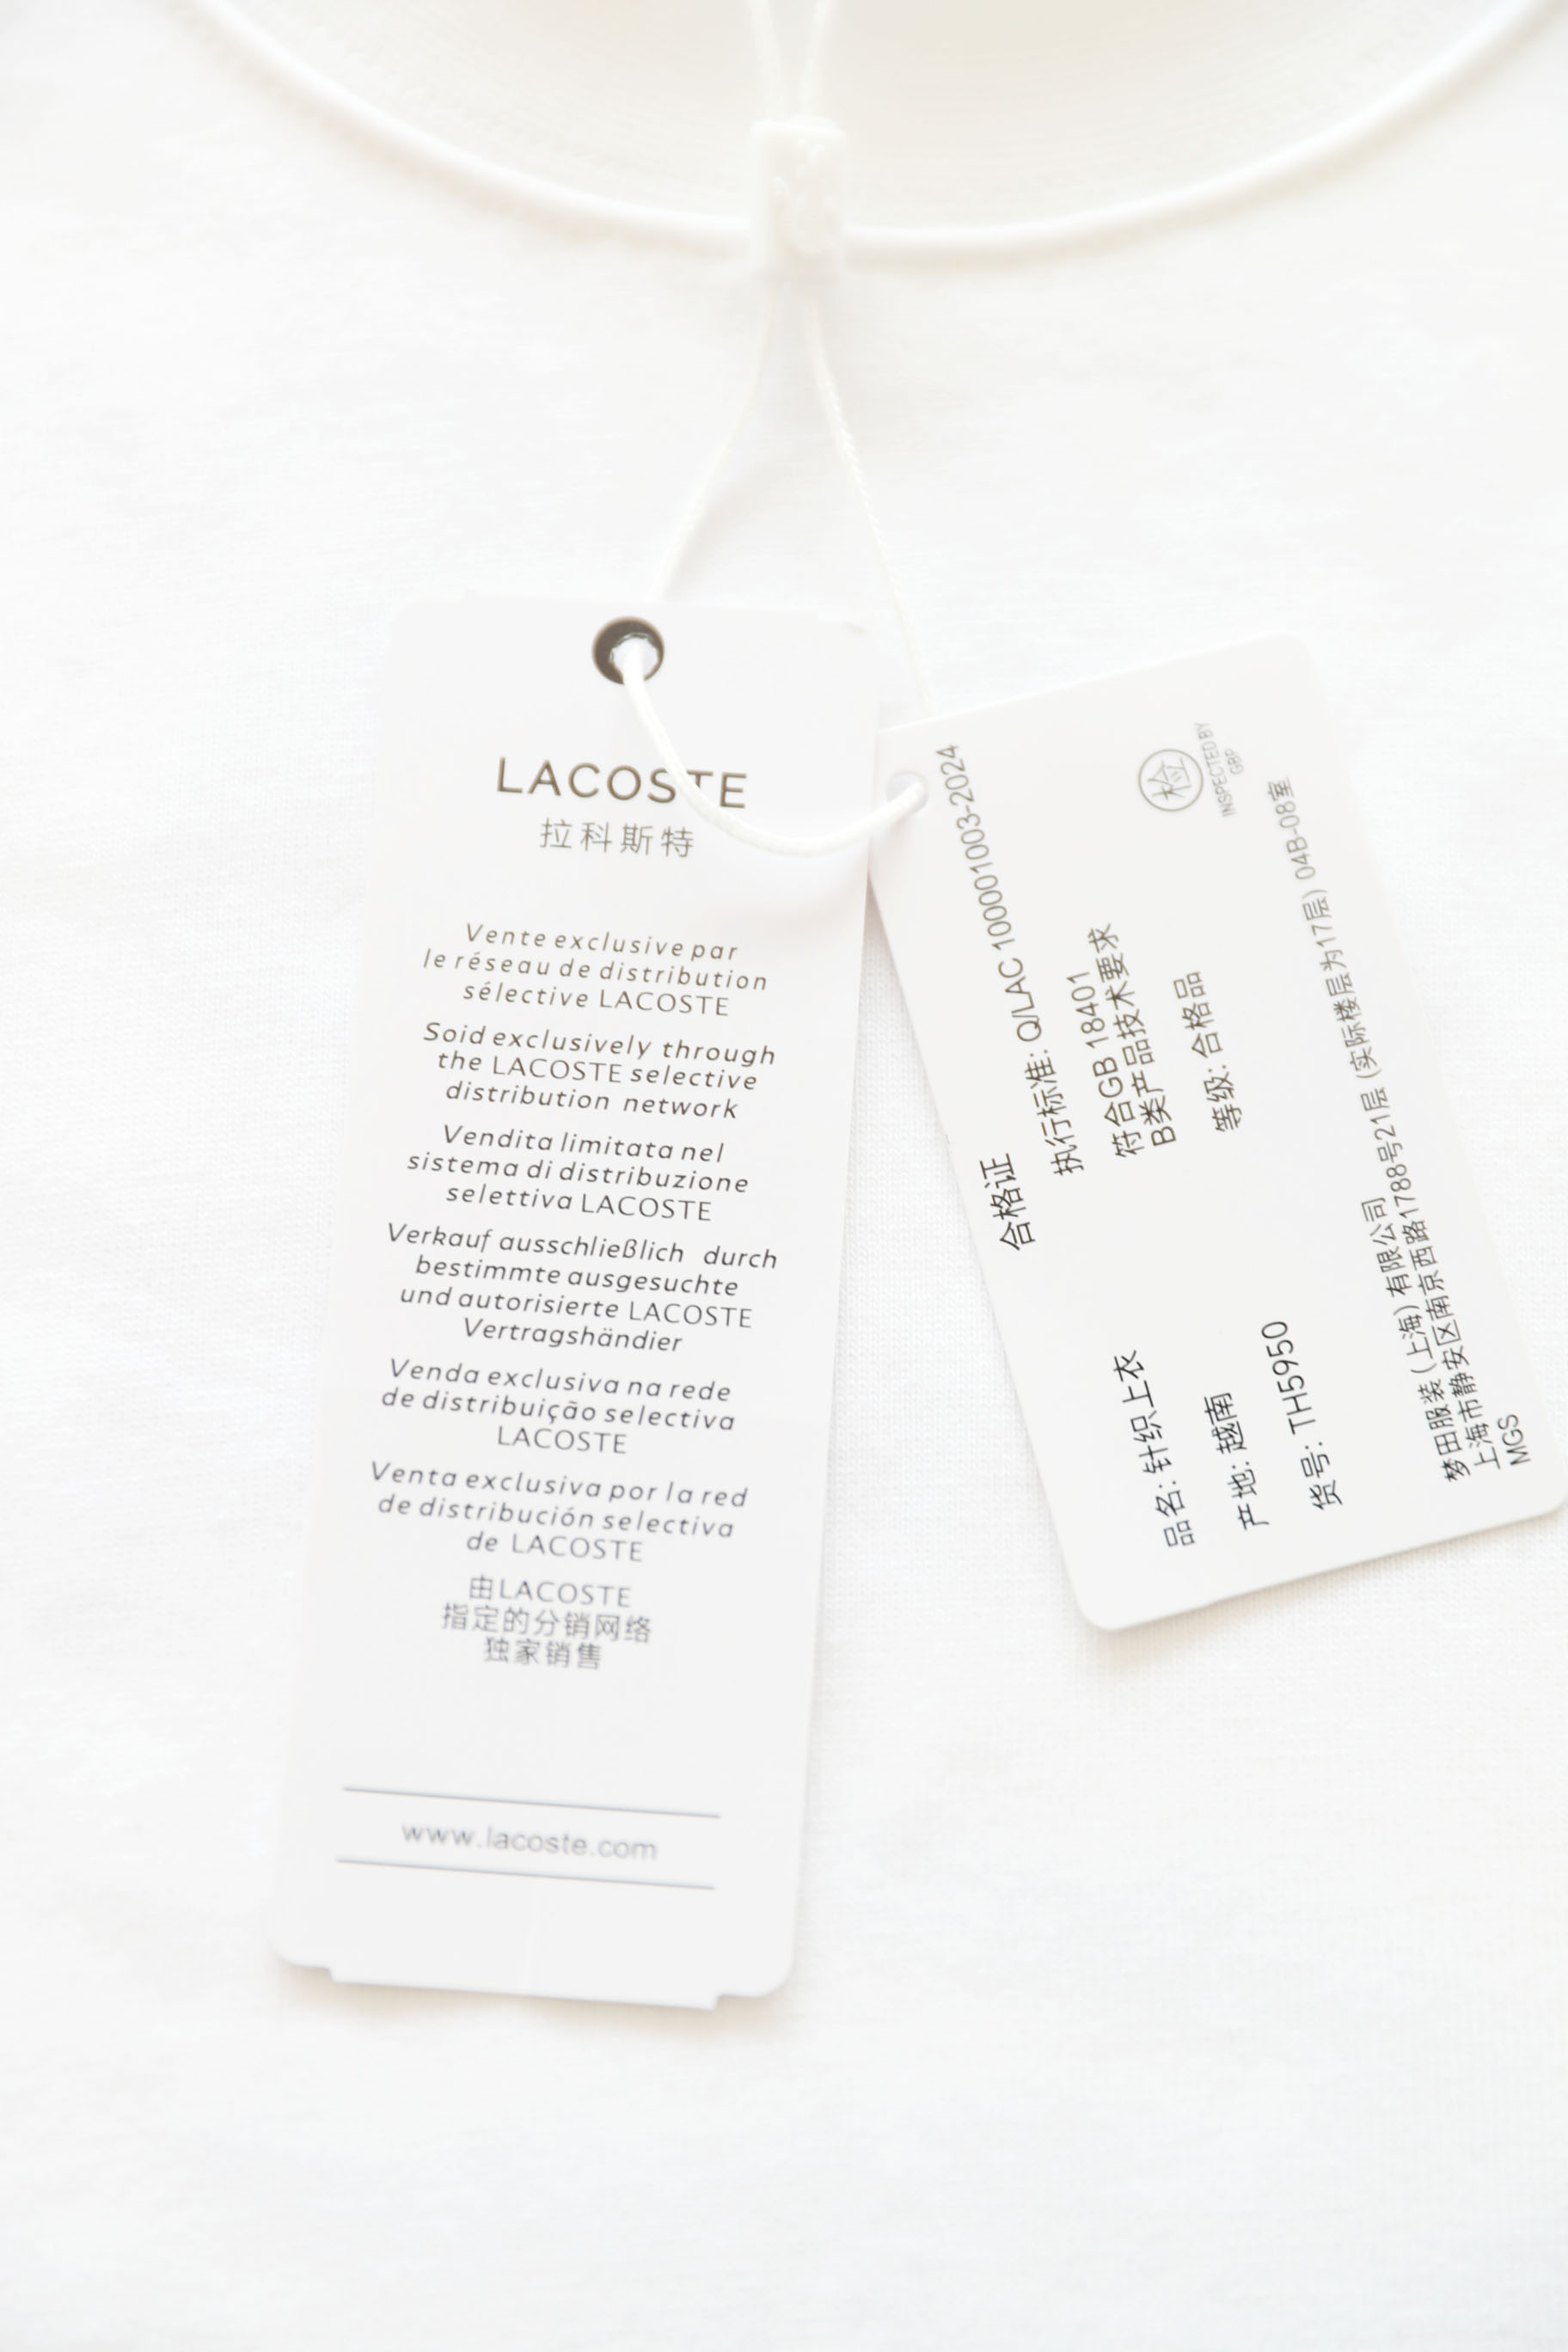 LACOSTE
拉科斯特
Vente exclusive par
le réseau de distribution
sélective LACOSTE
Soid exclusively through
the LACOSTE selective
distribution network
Vendita limitata nel
sistema di distribuzione
selettiva LACOSTE
Verkauf ausschließlich durch
bestimmte ausgesuchte
und autorisierte LACOSTE
Vertragshändier
Venda exclusiva na rede
de distribuição selectiva
LACOSTE
Venta exclusiva por la red
de distribución selectiva
de LACOSTE
由LACOSTE
指定的分销网络
独家销售
www.lacoste.com
合格证
执行标准: Q/LAC 100001003-2024
符合GB 18401
B类产品技术要求
等级: 合格品
检
INSPECTED BY
GBP
品名: 针织上衣
产地: 越南
货号: TH5950
梦田服装 (上海) 有限公司
上海市静安区南京西路1788号21层 (实际楼层为17层) 04B-08室
MGS